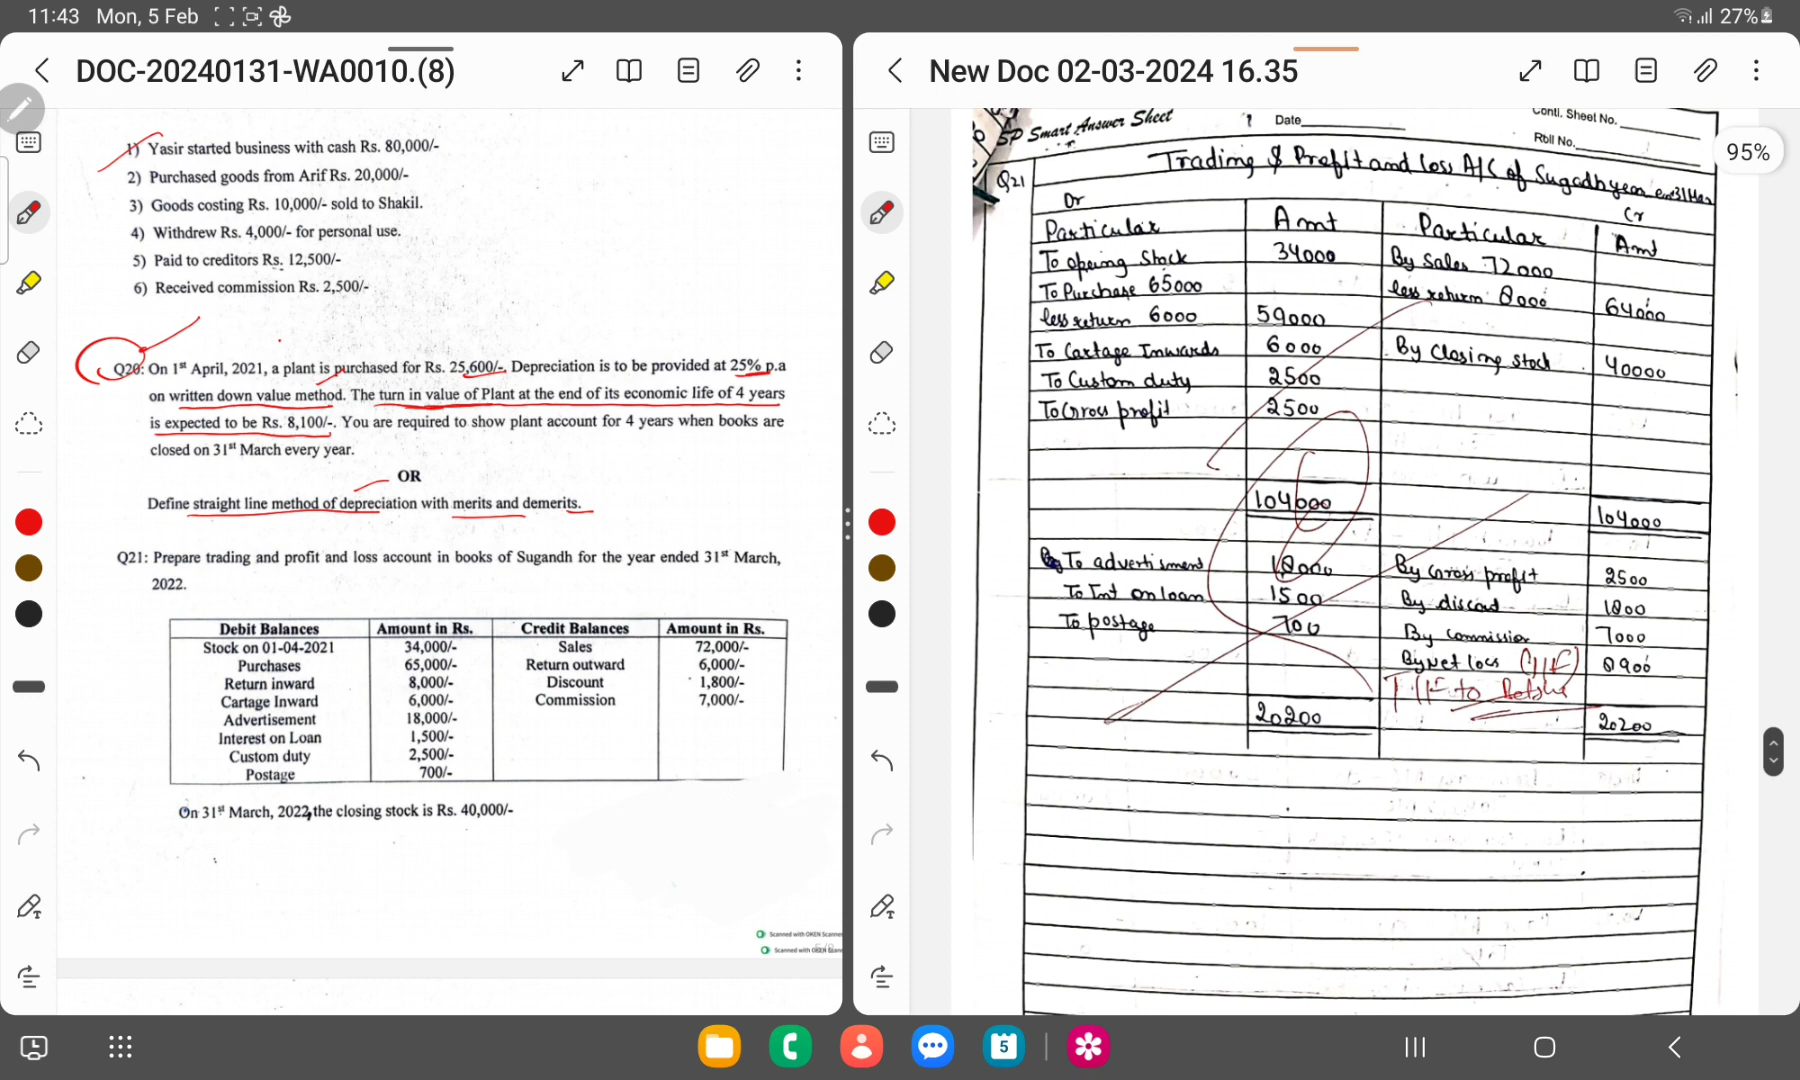 11:43 Mon, 5 Feb
27%
DOC-20240131-WA0010.(8)
1) Yasir started business with cash Rs. 80,000/-
2) Purchased goods from Arif Rs. 20,000/-
3) Goods costing Rs. 10,000/- sold to Shakil.
4) Withdrew Rs. 4,000/- for personal use.
5) Paid to creditors Rs. 12,500/-
6) Received commission Rs. 2,500/-
Q20: On 1st April, 2021, a plant is purchased for Rs. 25,600/-. Depreciation is to be provided at 25% p.a
on written down value method. The turn in value of Plant at the end of its economic life of 4 years
is expected to be Rs. 8,100/-. You are required to show plant account for 4 years when books are
closed on 31st March every year.
OR
Define straight line method of depreciation with merits and demerits.
Q21: Prepare trading and profit and loss account in books of Sugandh for the year ended 31st March,
2022.
Debit Balances Amount in Rs. Credit Balances Amount in Rs.
Stock on 01-04-2021 34,000/- Sales 72,000/-
Purchases 65,000/- Return outward 6,000/-
Return inward 8,000/- Discount 1,800/-
Cartage Inward 6,000/- Commission 7,000/-
Advertisement 18,000/-
Interest on Loan 1,500/-
Custom duty 2,500/-
Postage 700/-
On 31st March, 2022, the closing stock is Rs. 40,000/-
Scanned with OKEN Scanner
Scanned with OKEN Scanner
New Doc 02-03-2024 16.35
95%
SP Smart Answer Sheet
Date
Conti. Sheet No.
Roll No.
Q21 Trading & Profit and loss A/C of Sugadh
Dr Cr
Particular Amt Particular Amt
To opeing Stock 34000 By Sales 72000
To Purchase 65000 less return 8000 64000
less return 6000 59000
To Cartage Inwards 6000 By Closing stock 40000
To Custom duty 2500
To Gross profit 2500
104000 104000
To advertisment 18000 By Gross profit 2500
To Int on loan 1500 By discout 1800
To postage 700 By Commission 7000
By Net loss 8900
20200 20200
5